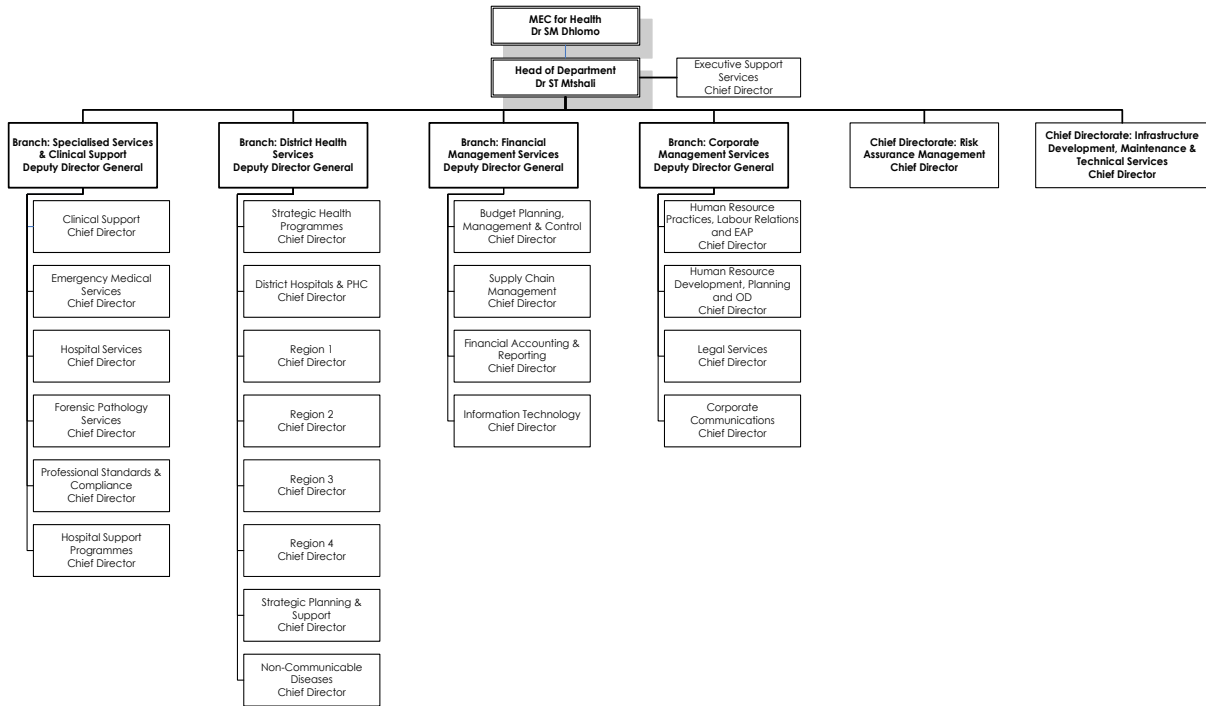 MEC for Health
Dr SM Dhlomo
Head of Department
Dr ST Mtshali
Executive Support
Services
Chief Director
Branch: Specialised Services
& Clinical Support
Deputy Director General
Branch: District Health
Services
Deputy Director General
Branch: Financial
Management Services
Deputy Director General
Branch: Corporate
Management Services
Deputy Director General
Chief Directorate: Risk
Assurance Management
Chief Director
Chief Directorate: Infrastructure
Development, Maintenance &
Technical Services
Chief Director
Clinical Support
Chief Director
Emergency Medical
Services
Chief Director
Hospital Services
Chief Director
Forensic Pathology
Services
Chief Director
Professional Standards &
Compliance
Chief Director
Hospital Support
Programmes
Chief Director
Strategic Health
Programmes
Chief Director
District Hospitals & PHC
Chief Director
Region 1
Chief Director
Region 2
Chief Director
Region 3
Chief Director
Region 4
Chief Director
Strategic Planning &
Support
Chief Director
Non-Communicable
Diseases
Chief Director
Budget Planning,
Management & Control
Chief Director
Supply Chain
Management
Chief Director
Financial Accounting &
Reporting
Chief Director
Information Technology
Chief Director
Human Resource
Practices, Labour Relations
and EAP
Chief Director
Human Resource
Development, Planning
and OD
Chief Director
Legal Services
Chief Director
Corporate
Communications
Chief Director